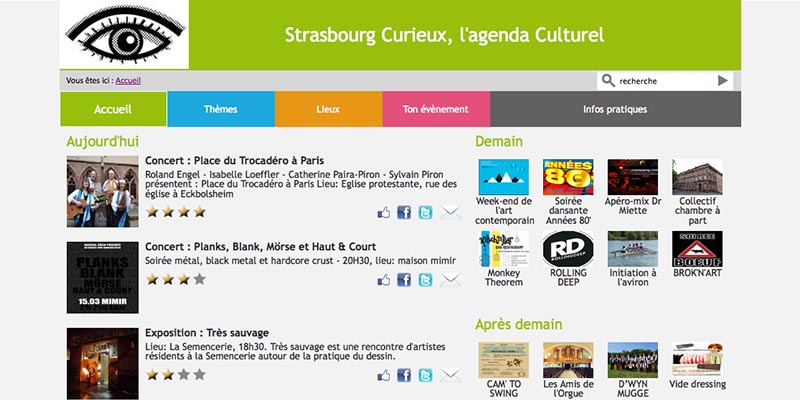 Strasbourg Curieux, l'agenda Culturel
Vous êtes ici : Accueil
recherche
Accueil
Thèmes
Lieux
Ton évènement
Infos pratiques
Aujourd'hui
Concert : Place du Trocadéro à Paris
Roland Engel - Isabelle Loeffler - Catherine Paira-Piron - Sylvain Piron
présentent : Place du Trocadéro à Paris Lieu: Eglise protestante, rue des
église à Eckbolsheim
PLANKS
BLANK
MÖRSE
HAUT & COURT
15.03 MIMIR
Concert : Planks, Blank, Mörse et Haut & Court
Soirée métal, black metal et hardcore crust - 20H30, lieu: maison mimir
Exposition : Très sauvage
Lieu: La Semencerie, 18h30. Très sauvage est une rencontre d'artistes
résidents à la Semencerie autour de la pratique du dessin.
Demain
ANNÉES
80
Week-end de
l'art
contemporain
Soirée
dansante
Années 80'
Apéro-mix Dr
Miette
Collectif
chambre à
part
RD
ROLLINGDEEP
SOIREE
BOEUF
Monkey
Theorem
ROLLING
DEEP
Initiation à
l'aviron
BROK'N'ART
Après demain
CAM' TO
SWING
Les Amis de
l'Orgue
D'WYN
MUGGE
Vide dressing